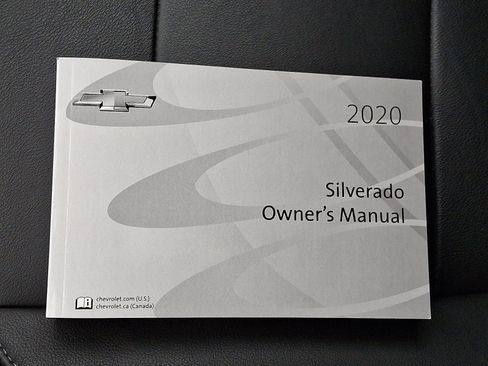 2020
Silverado
Owner's Manual
chevrolet.com (U.S.)
chevrolet.ca (Canada)